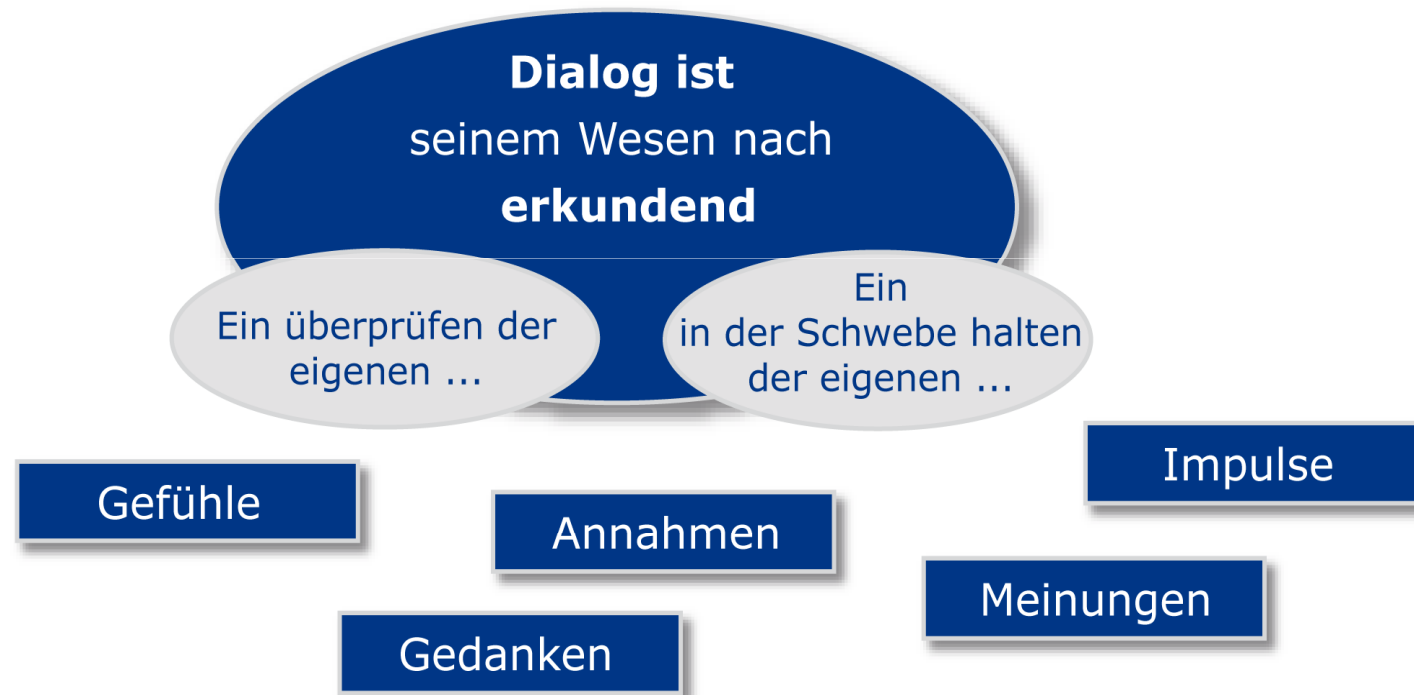 Dialog ist
seinem Wesen nach
erkundend
Ein überprüfen der
eigenen ...
Ein
in der Schwebe halten
der eigenen ...
Impulse
Gefühle
Annahmen
Meinungen
Gedanken